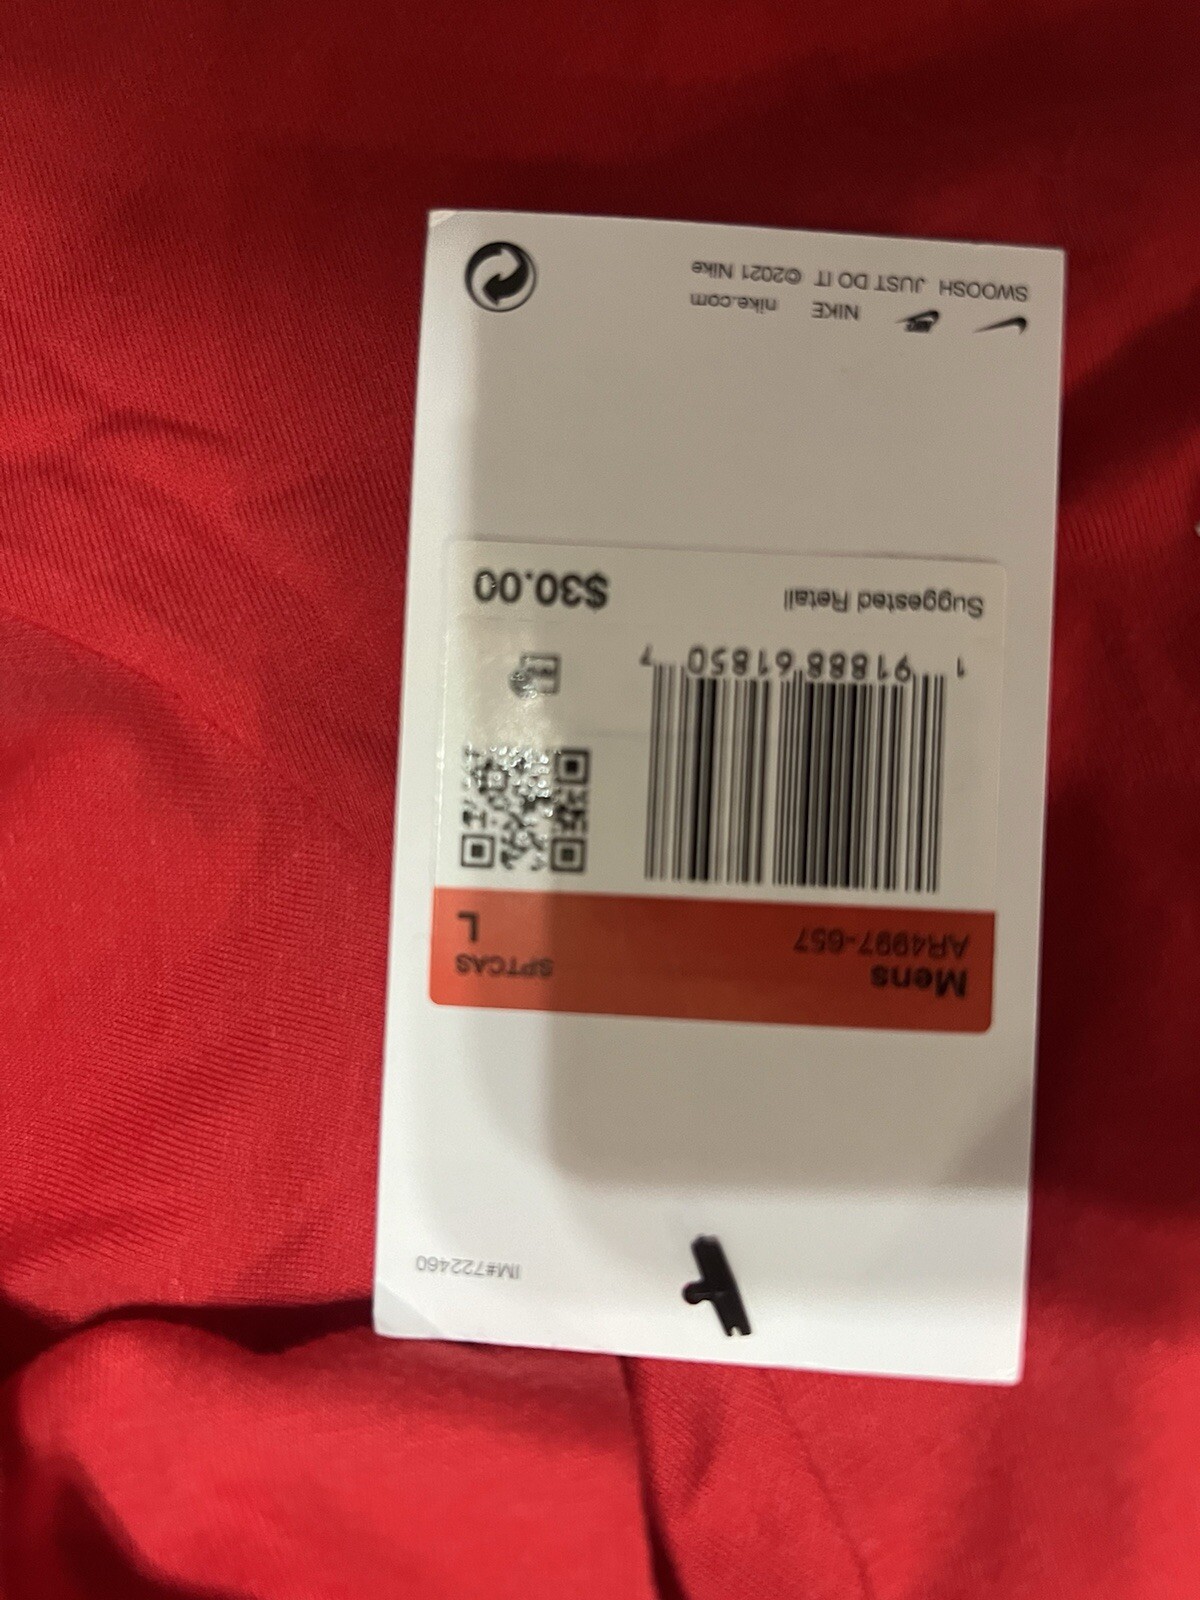 IM#722460
Mens
SPTCAS
AR4997-657
L
1 91888 61850 7
Suggested Retail
$30.00
NIKE nike.com
SWOOSH JUST DO IT ©2021 Nike